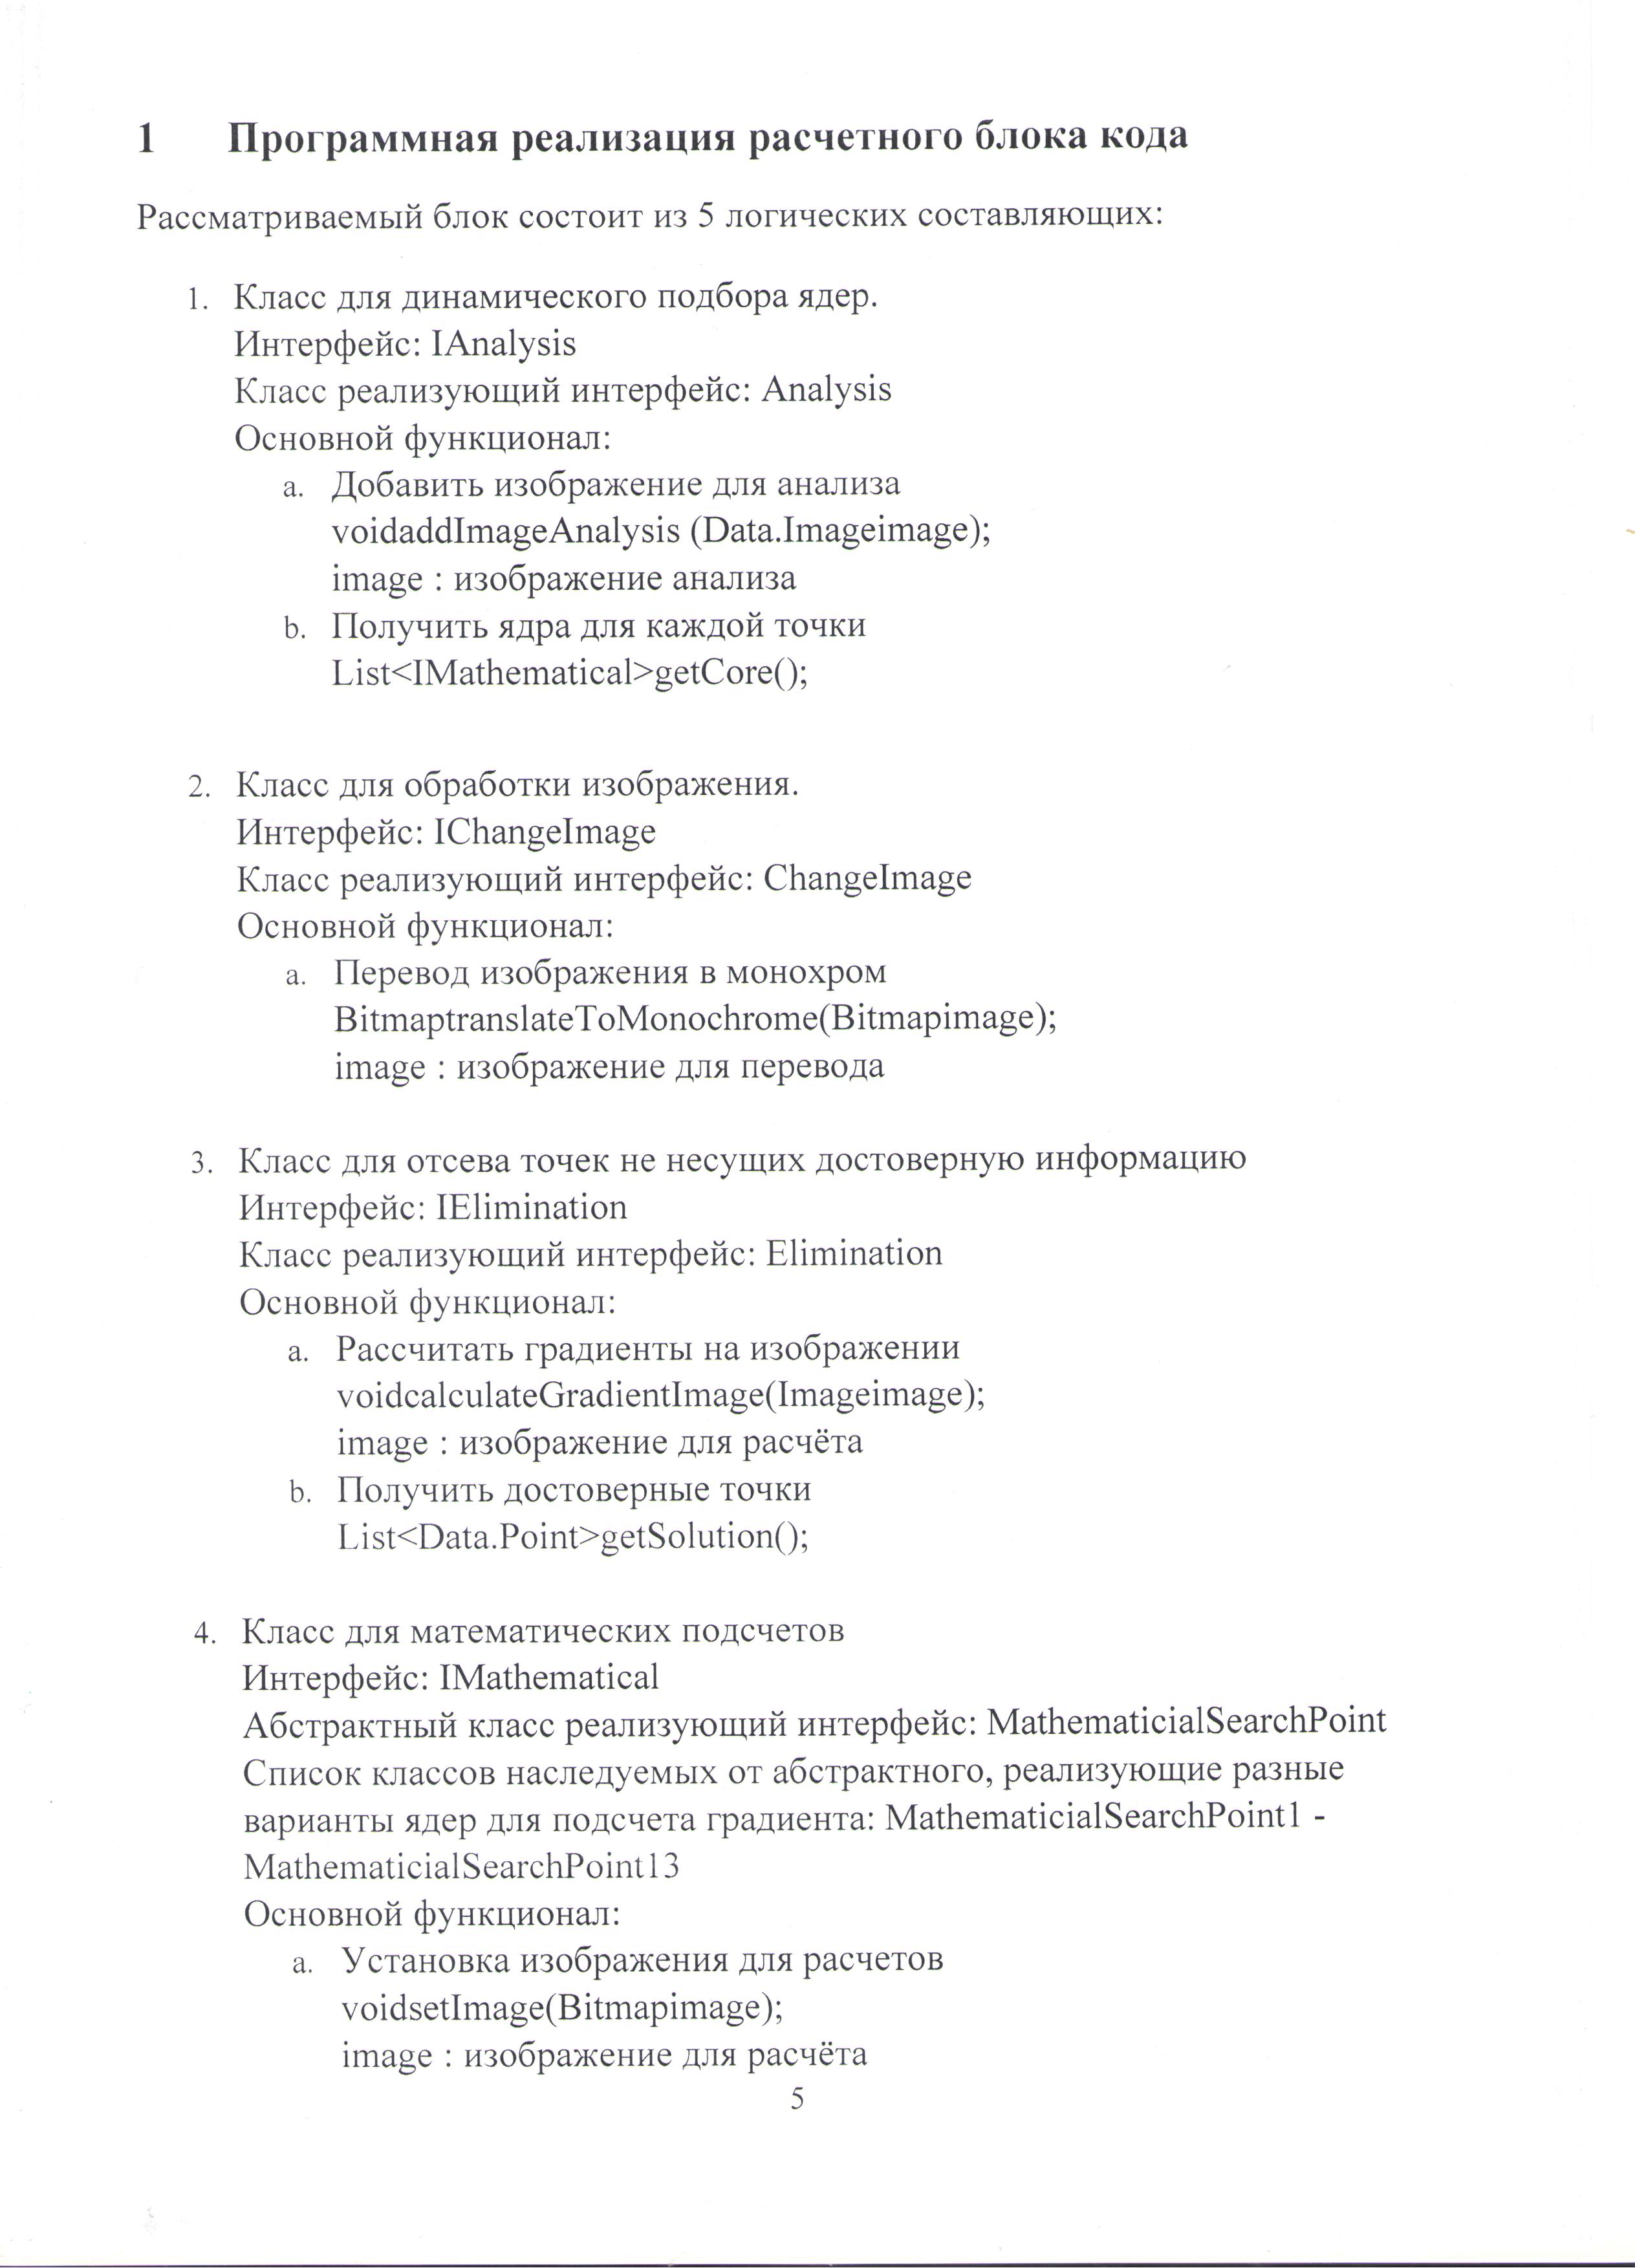 1 Программная реализация расчетного блока кода
Рассматриваемый блок состоит из 5 логических составляющих:
1. Класс для динамического подбора ядер.
Интерфейс: IAnalysis
Класс реализующий интерфейс: Analysis
Основной функционал:
a. Добавить изображение для анализа
voidaddImageAnalysis (Data.Imageimage);
image : изображение анализа
b. Получить ядра для каждой точки
List<IMathematical>getCore();
2. Класс для обработки изображения.
Интерфейс: IChangeImage
Класс реализующий интерфейс: ChangeImage
Основной функционал:
a. Перевод изображения в монохром
BitmaptranslateToMonochrome(Bitmapimage);
image : изображение для перевода
3. Класс для отсева точек не несущих достоверную информацию
Интерфейс: IElimination
Класс реализующий интерфейс: Elimination
Основной функционал:
a. Рассчитать градиенты на изображении
voidcalculateGradientImage(Imageimage);
image : изображение для расчёта
b. Получить достоверные точки
List<Data.Point>getSolution();
4. Класс для математических подсчетов
Интерфейс: IMathematical
Абстрактный класс реализующий интерфейс: MathematicialSearchPoint
Список классов наследуемых от абстрактного, реализующие разные
варианты ядер для подсчета градиента: MathematicialSearchPoint1 -
MathematicialSearchPoint13
Основной функционал:
a. Установка изображения для расчетов
voidsetImage(Bitmapimage);
image : изображение для расчёта
5